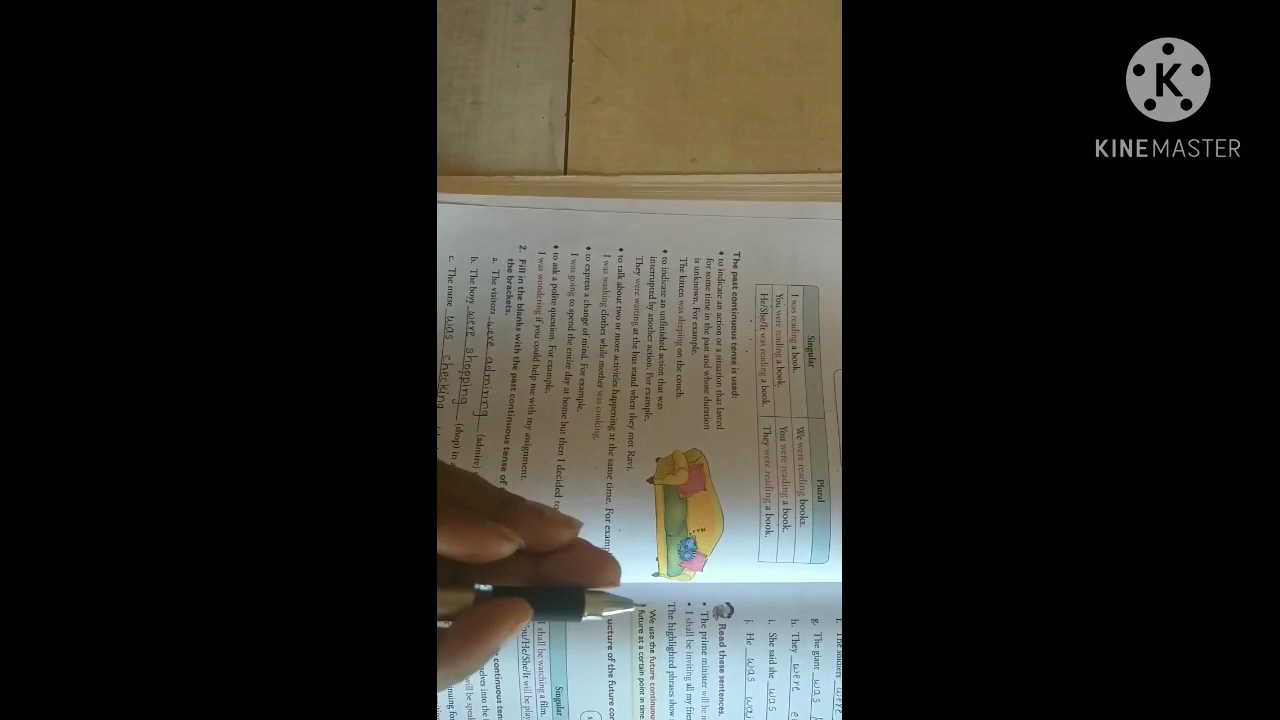 KINEMASTER
Singular Plural
I was reading a book. We were reading books.
You were reading a book. You were reading a book.
He/She/It was reading a book. They were reading a book.
The past continuous tense is used:
♦ to indicate an action or a situation that lasted
for some time in the past and whose duration
is unknown. For example,
The kitten was sleeping on the couch.
♦ to indicate an unfinished action that was
interrupted by another action. For example,
They were waiting at the bus stand when they met Ravi.
♦ to talk about two or more activities happening at the same time. For
I was washing clothes while mother was cooking.
♦ to express a change of mind. For example,
I was going to spend the entire day at home but then I decided to
♦ to ask a polite question. For example,
I was wondering if you could help me with my assignment.
2. Fill in the blanks with the past continuous tense of
the brackets.
a. The visitors were admiring (admire)
b. The boys were shopping (shop) in
c. The nurse was checking
g. The giant was
h. They were
i. She said she was
j. He was
Read these sentences.
• The prime minister will be
• I shall be inviting all my
The highlighted phrases show
We use the future continuous
future at a certain point in time.
of the future
Singular
I shall be watching a film.